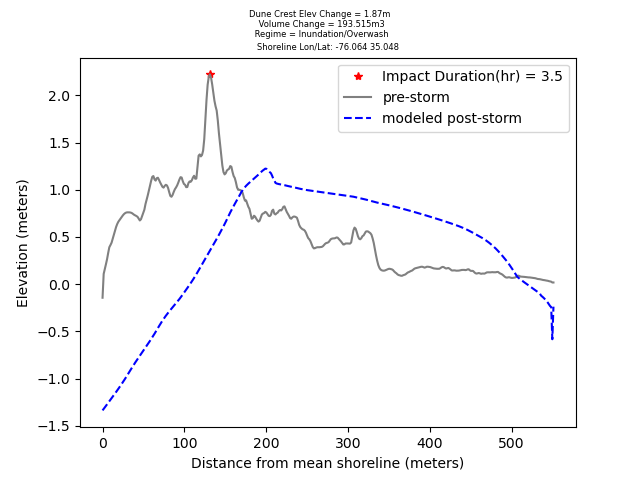 Dune Crest Elev Change = 1.87m
Volume Change = 193.515m3
Regime = Inundation/Overwash
Shoreline Lon/Lat: -76.064 35.048
Impact Duration(hr) = 3.5
pre-storm
modeled post-storm
Elevation (meters)
2.0
1.5
1.0
0.5
0.0
−0.5
−1.0
−1.5
0 100 200 300 400 500
Distance from mean shoreline (meters)